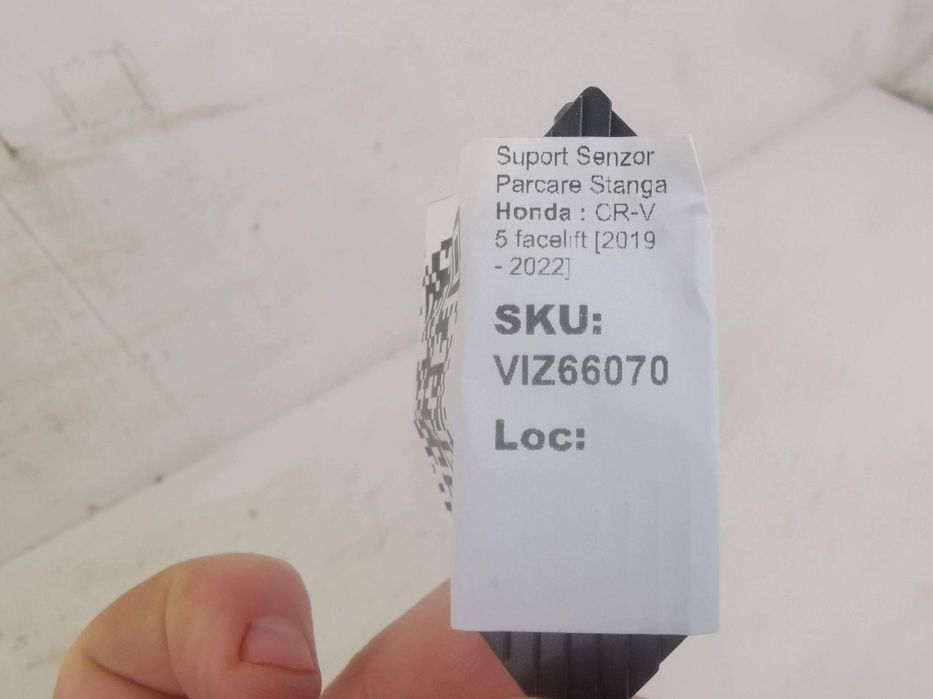 Suport Senzor
Parcare Stanga
Honda : CR-V
5 facelift [2019
- 2022]
SKU:
VIZ66070
Loc: